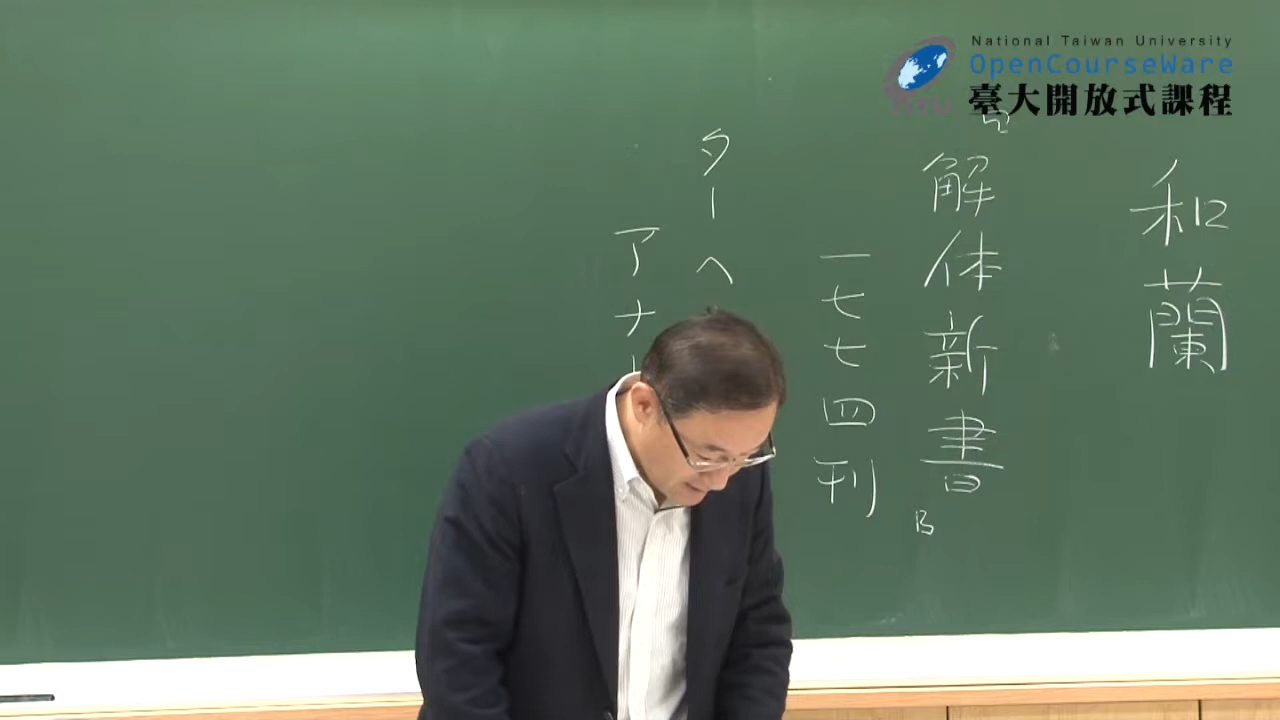 National Taiwan University
OpenCourseWare
臺大開放式課程
和蘭
解体新書
一七七四刊
ターヘ
アナ